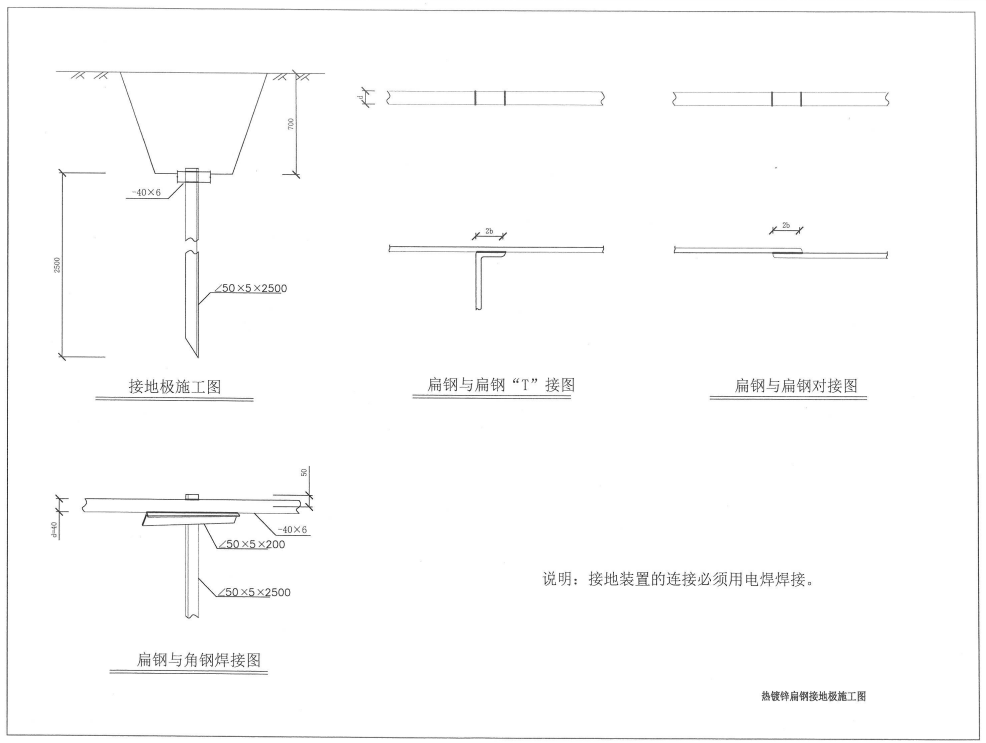 700
-40×6
2500
∠50×5×2500
接地极施工图
d
2b
扁钢与扁钢“T”接图
2b
扁钢与扁钢对接图
50
d=40
-40×6
∠50×5×200
∠50×5×2500
扁钢与角钢焊接图
说明：接地装置的连接必须用电焊焊接。
热镀锌扁钢接地极施工图